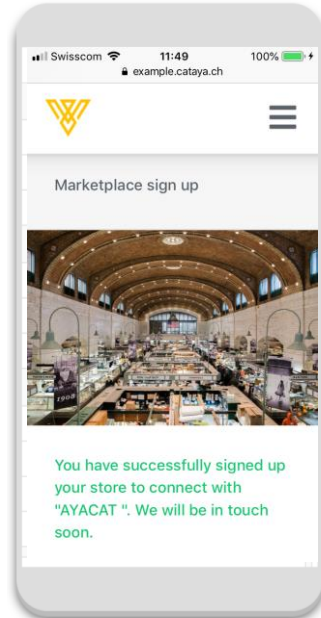 Swisscom 11:49 100%
example.cataya.ch
Marketplace sign up
1908
You have successfully signed up
your store to connect with
"AYACAT ". We will be in touch
soon.